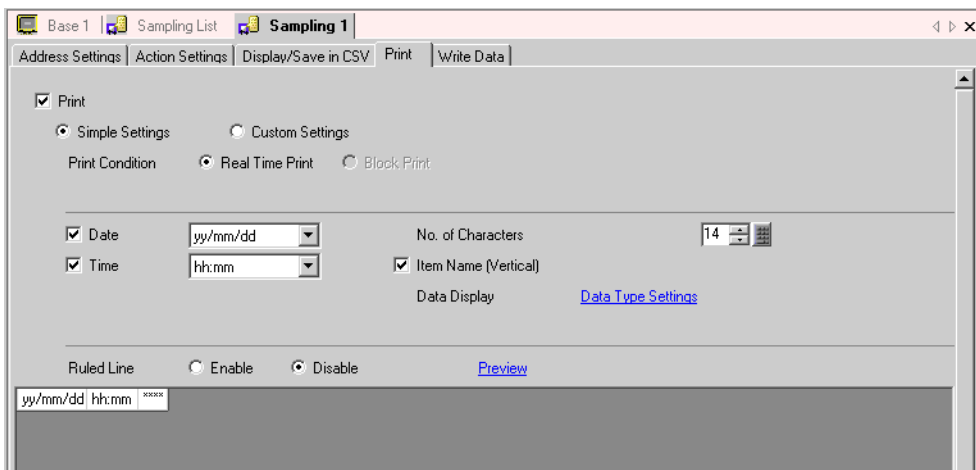 Base 1 Sampling List Sampling 1
Address Settings Action Settings Display/Save in CSV Print Write Data
Print
Simple Settings Custom Settings
Print Condition Real Time Print Block Print
Date yy/mm/dd No. of Characters 14
Time hh:mm Item Name (Vertical)
Data Display Data Type Settings
Ruled Line Enable Disable Preview
yy/mm/dd hh:mm ****